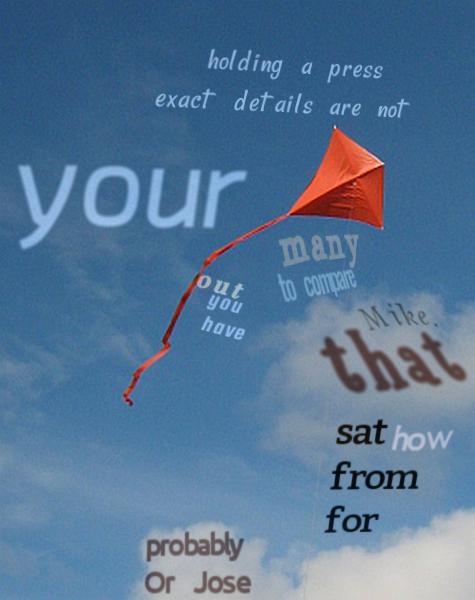 holding a press
exact details are not
your
many
to compare
out
you
have
Mike.
that
sat
how
from
for
probably
Or Jose